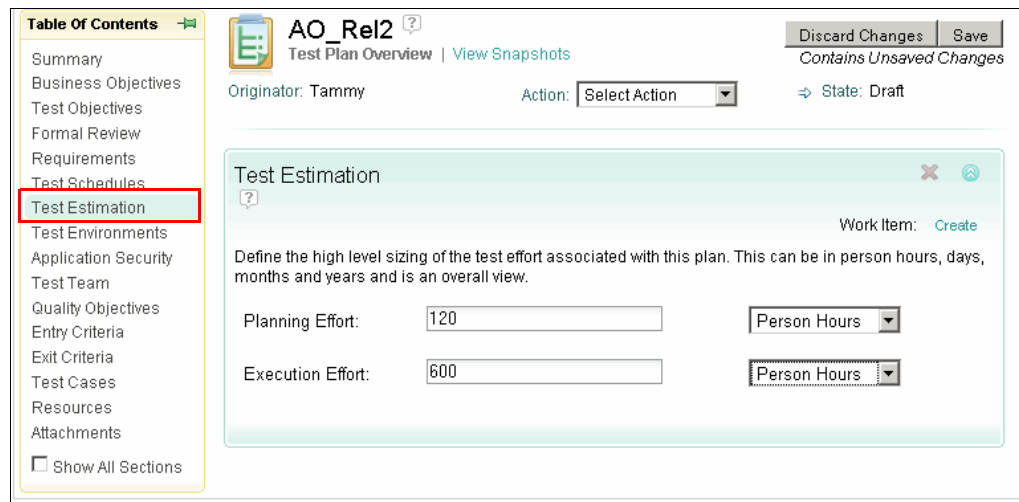 Table Of Contents
Summary
Business Objectives
Test Objectives
Formal Review
Requirements
Test Schedules
Test Estimation
Test Environments
Application Security
Test Team
Quality Objectives
Entry Criteria
Exit Criteria
Test Cases
Resources
Attachments
Show All Sections
AO_Rel2 ?
Test Plan Overview | View Snapshots
Discard Changes Save
Contains Unsaved Changes
Originator: Tammy Action: Select Action State: Draft
Test Estimation
?
Work Item: Create
Define the high level sizing of the test effort associated with this plan. This can be in person hours, days,
months and years and is an overall view.
Planning Effort: 120 Person Hours
Execution Effort: 600 Person Hours